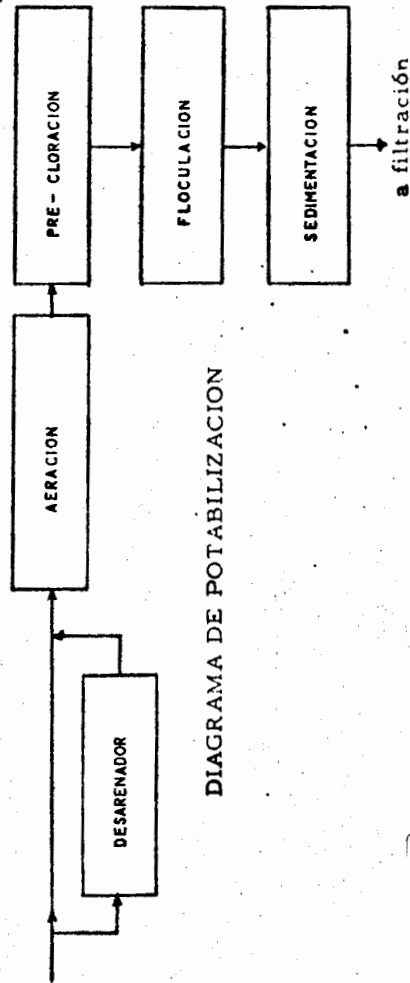 DESARENADOR
AERACION
PRE-CLORACION
FLOCULACION
SEDIMENTACION
a filtración
DIAGRAMA DE POTABILIZACION